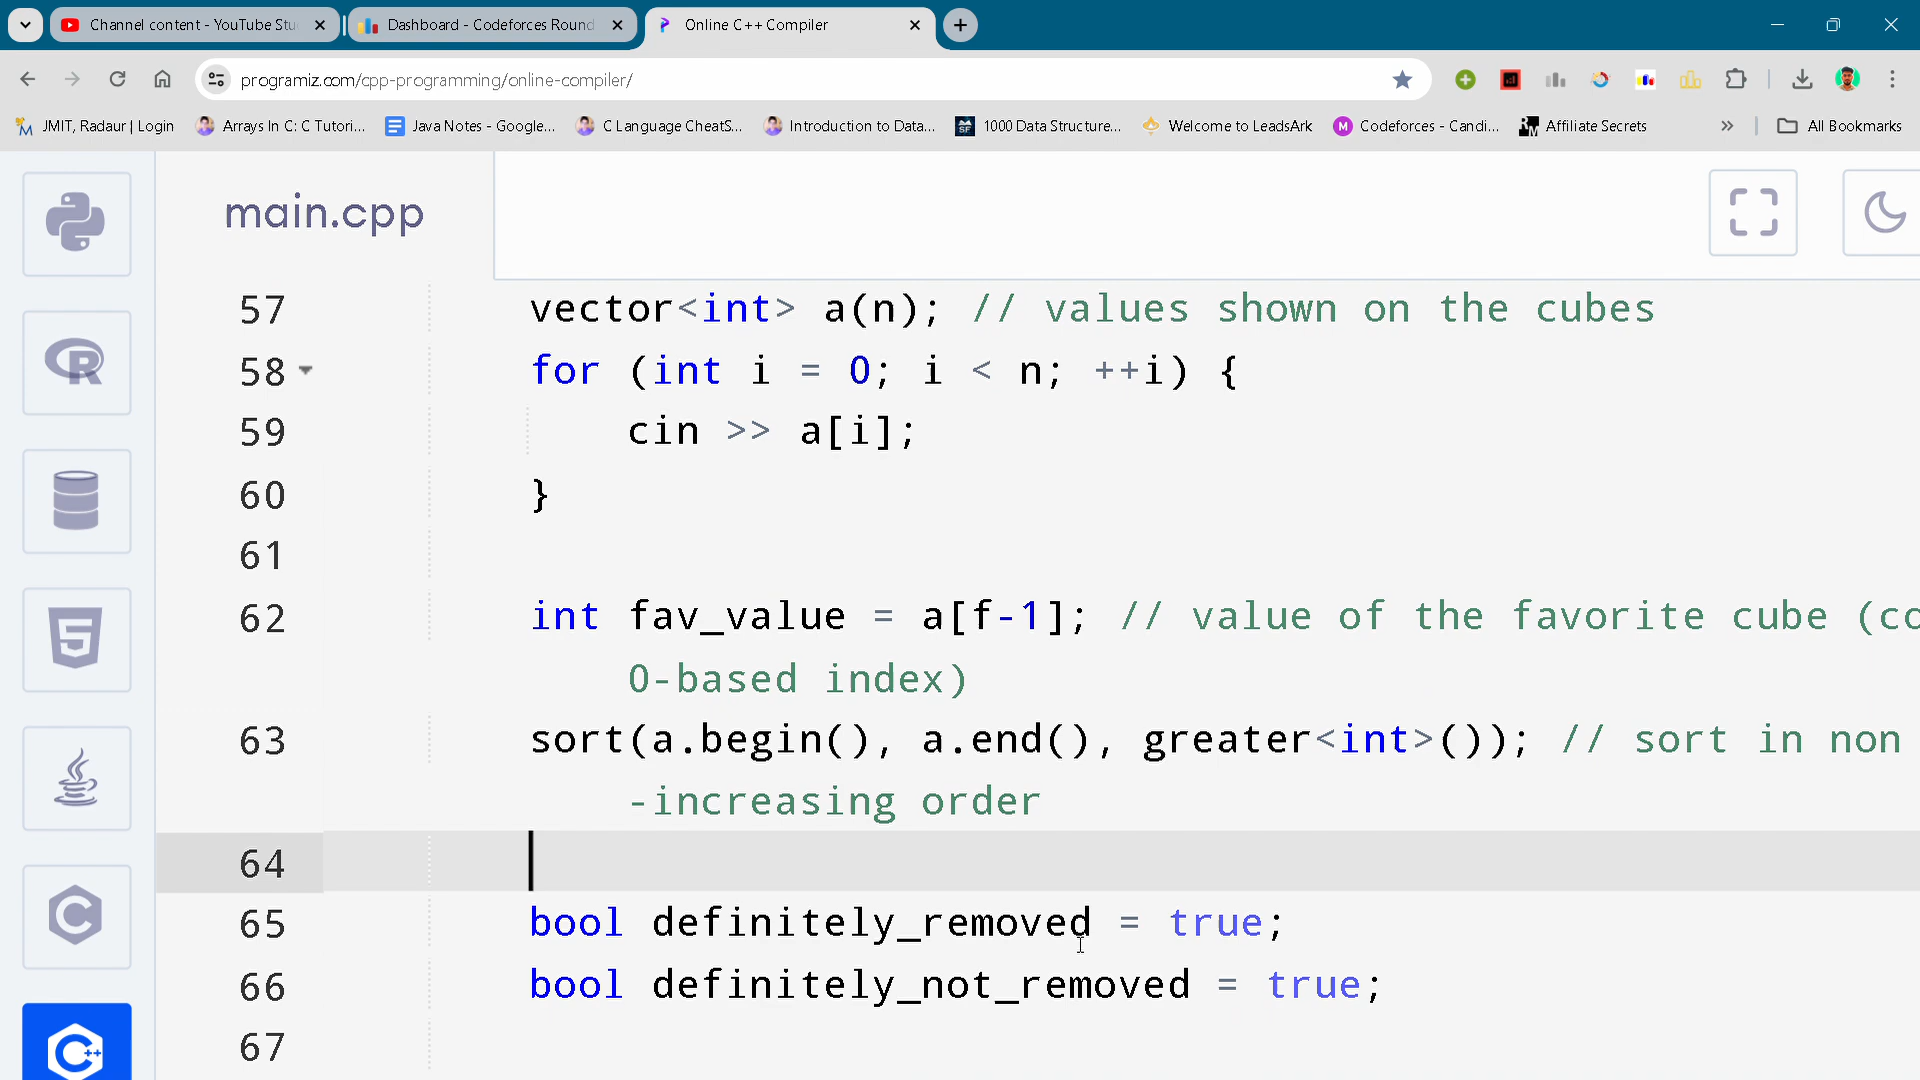 Channel content - YouTube Stu
Dashboard - Codeforces Round
Online C++ Compiler
programiz.com/cpp-programming/online-compiler/
JMIT, Radaur | Login
Arrays In C: C Tutori...
Java Notes - Google...
C Language CheatS...
Introduction to Data...
1000 Data Structure...
Welcome to LeadsArk
Codeforces - Candi...
Affiliate Secrets
All Bookmarks
main.cpp
57 vector<int> a(n); // values shown on the cubes
58 for (int i = 0; i < n; ++i) {
59 cin >> a[i];
60 }
61
62 int fav_value = a[f-1]; // value of the favorite cube (co
0-based index)
63 sort(a.begin(), a.end(), greater<int>()); // sort in non
-increasing order
64
65 bool definitely_removed = true;
66 bool definitely_not_removed = true;
67